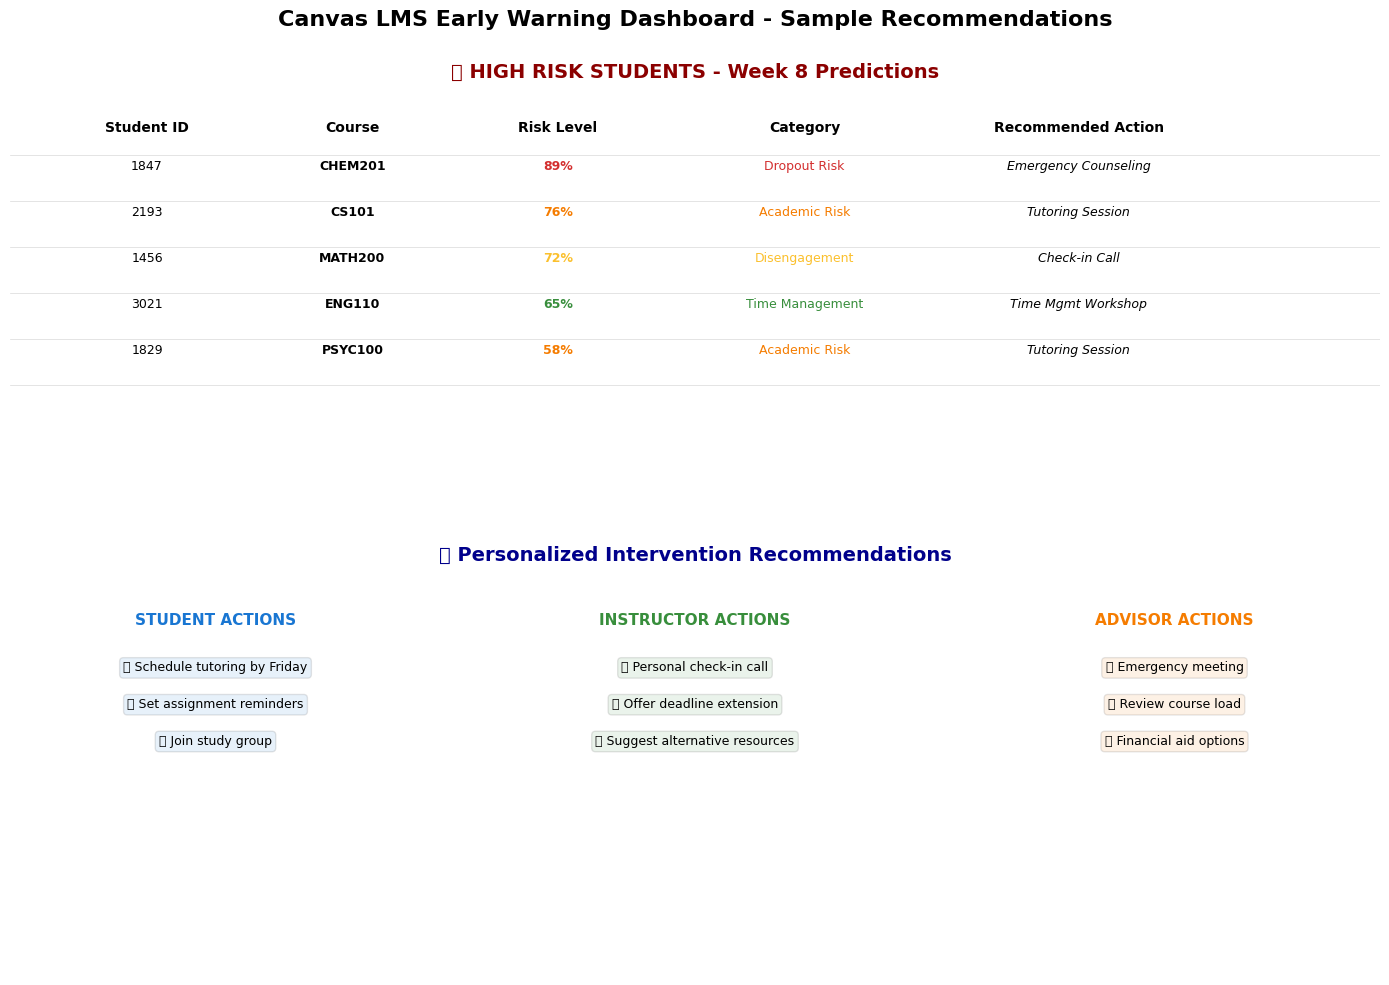 Canvas LMS Early Warning Dashboard - Sample Recommendations
HIGH RISK STUDENTS - Week 8 Predictions
Student ID Course Risk Level Category Recommended Action
1847 CHEM201 89% Dropout Risk Emergency Counseling
2193 CS101 76% Academic Risk Tutoring Session
1456 MATH200 72% Disengagement Check-in Call
3021 ENG110 65% Time Management Time Mgmt Workshop
1829 PSYC100 58% Academic Risk Tutoring Session
Personalized Intervention Recommendations
STUDENT ACTIONS INSTRUCTOR ACTIONS ADVISOR ACTIONS
Schedule tutoring by Friday Personal check-in call Emergency meeting
Set assignment reminders Offer deadline extension Review course load
Join study group Suggest alternative resources Financial aid options